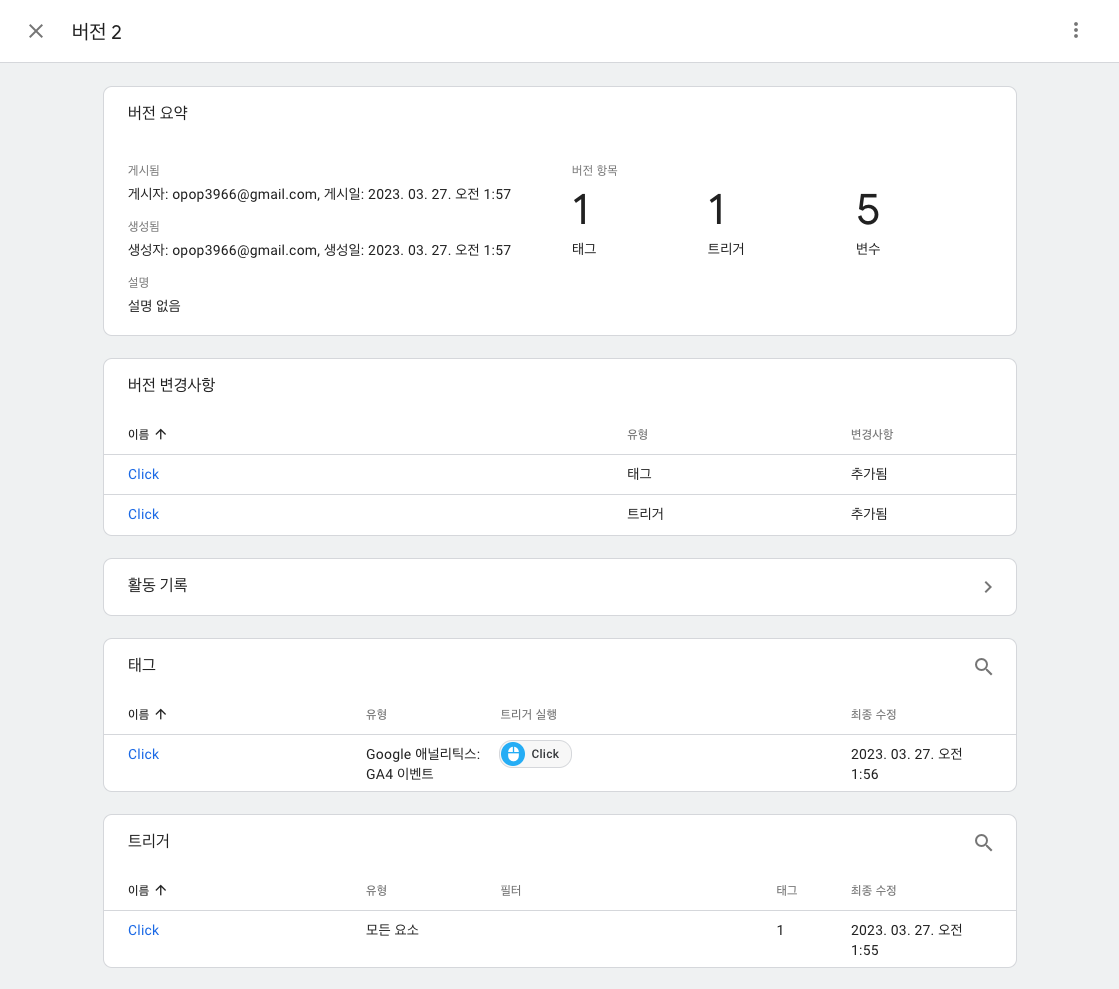 버전 2
버전 요약
게시됨
게시자: opop3966@gmail.com, 게시일: 2023. 03. 27. 오전 1:57
생성됨
생성자: opop3966@gmail.com, 생성일: 2023. 03. 27. 오전 1:57
설명
설명 없음
버전 항목
1 1 5
태그 트리거 변수
버전 변경사항
이름 유형 변경사항
Click 태그 추가됨
Click 트리거 추가됨
활동 기록
태그
이름 유형 트리거 실행 최종 수정
Click Google 애널리틱스: Click 2023. 03. 27. 오전
GA4 이벤트 1:56
트리거
이름 유형 필터 태그 최종 수정
Click 모든 요소 1 2023. 03. 27. 오전
1:55